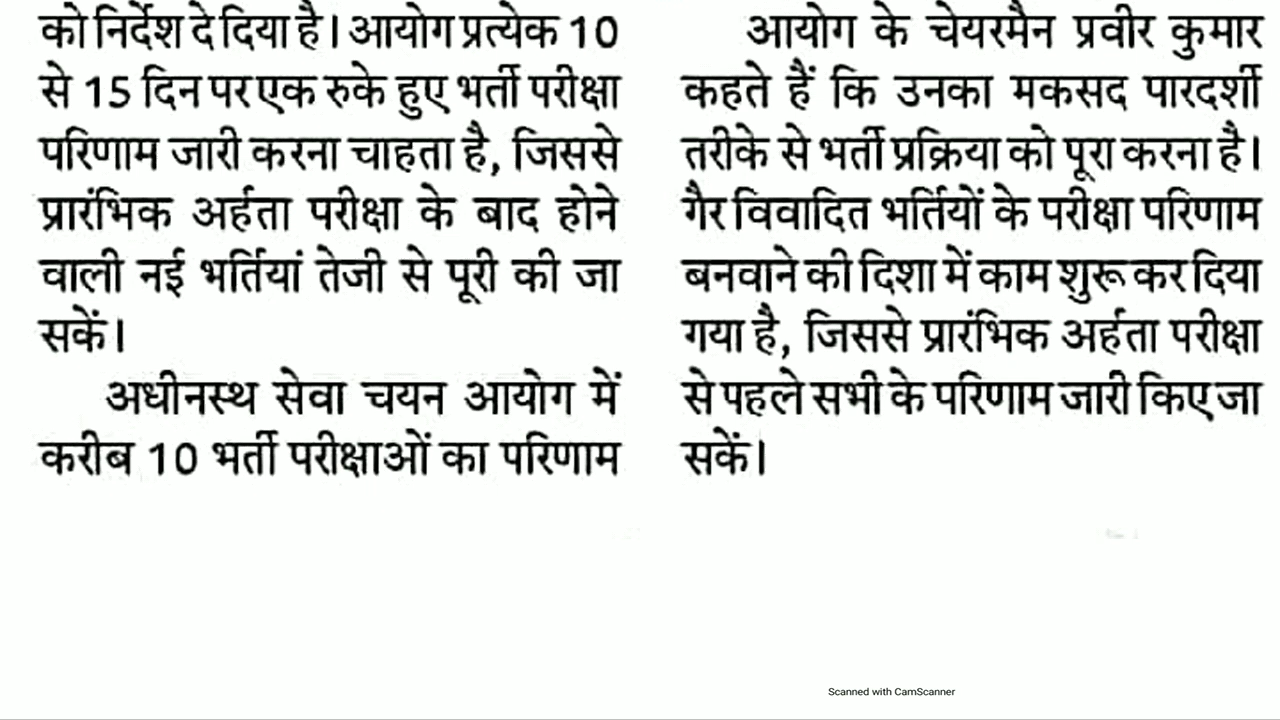 को निर्देश दे दिया है। आयोग प्रत्येक 10
से 15 दिन पर एक रुके हुए भर्ती परीक्षा
परिणाम जारी करना चाहता है, जिससे
प्रारंभिक अर्हता परीक्षा के बाद होने
वाली नई भर्तियां तेजी से पूरी की जा
सकें।
अधीनस्थ सेवा चयन आयोग में
करीब 10 भर्ती परीक्षाओं का परिणाम
आयोग के चेयरमैन प्रवीर कुमार
कहते हैं कि उनका मकसद पारदर्शी
तरीके से भर्ती प्रक्रिया को पूरा करना है।
गैर विवादित भर्तियों के परीक्षा परिणाम
बनवाने की दिशा में काम शुरू कर दिया
गया है, जिससे प्रारंभिक अर्हता परीक्षा
से पहले सभी के परिणाम जारी किए जा
सकें।
Scanned with CamScanner